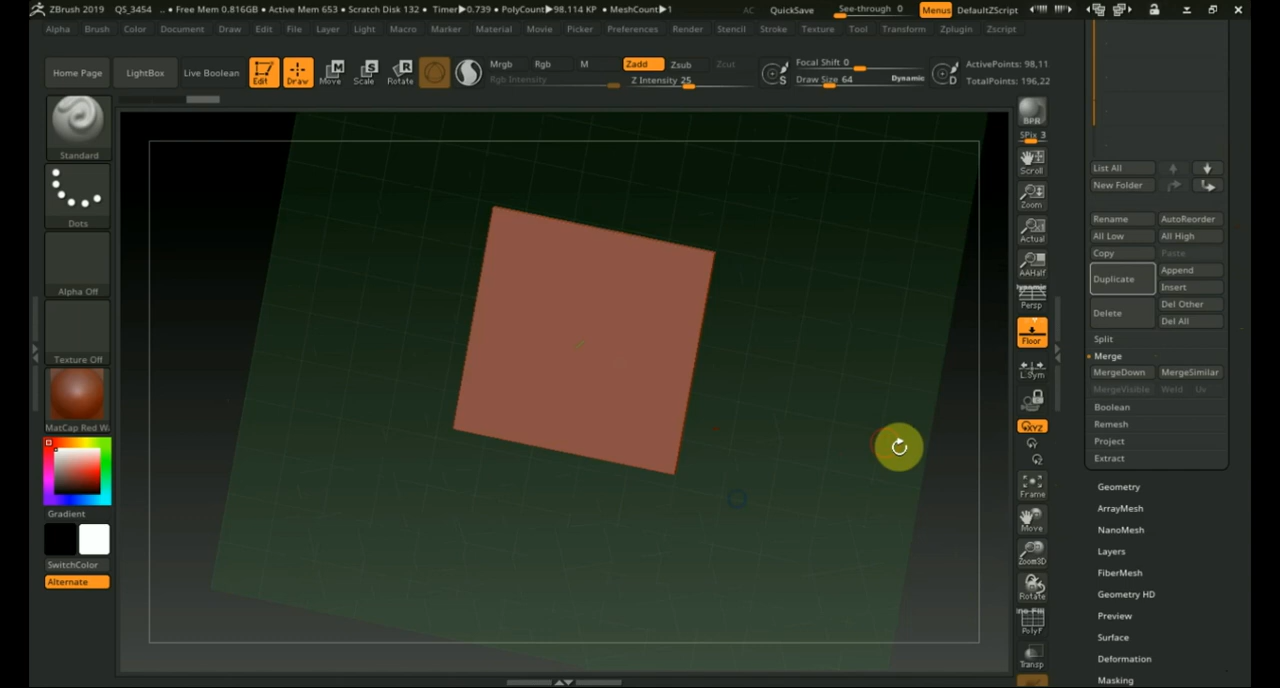 ZBrush 2019 QS_3454 .. • Free Mem 0.816GB • Active Mem 653 • Scratch Disk 132 • Timer▶0.739 • PolyCount▶98.114 KP • MeshCount▶1 AC QuickSave See-through 0 Menus DefaultZScript
Alpha Brush Color Document Draw Edit File Layer Light Macro Marker Material Movie Picker Preferences Render Stencil Stroke Texture Tool Transform Zplugin Zscript
Home Page LightBox Live Boolean Edit Draw Move Scale Rotate
Mrgb Rgb M Zadd Zsub Zcut
Rgb Intensity Z Intensity 25
S Focal Shift 0
Draw Size 64 Dynamic
D ActivePoints: 98,11
TotalPoints: 196,22
Standard
Dots
Alpha Off
Texture Off
MatCap Red W
Gradient
SwitchColor
Alternate
BPR
SPix 3
Scroll
Zoom
Actual
AAHalf
Dynamic
Persp
Floor
L.Sym
XYZ
Frame
Move
Zoom3D
Rotate
PolyF
Transp
List All
New Folder
Rename AutoReorder
All Low All High
Copy Paste
Duplicate Append
Insert
Delete Del Other
Del All
Split
Merge
MergeDown MergeSimilar
MergeVisible Weld Uv
Boolean
Remesh
Project
Extract
Geometry
ArrayMesh
NanoMesh
Layers
FiberMesh
Geometry HD
Preview
Surface
Deformation
Masking